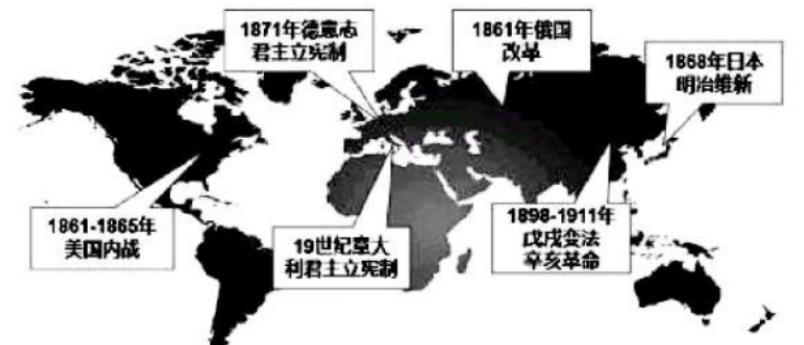 1871年德意志
君主立宪制
1861年俄国
改革
1868年日本
明治维新
1861-1865年
美国内战
19世纪意大
利君主立宪制
1898-1911年
戊戌变法
辛亥革命